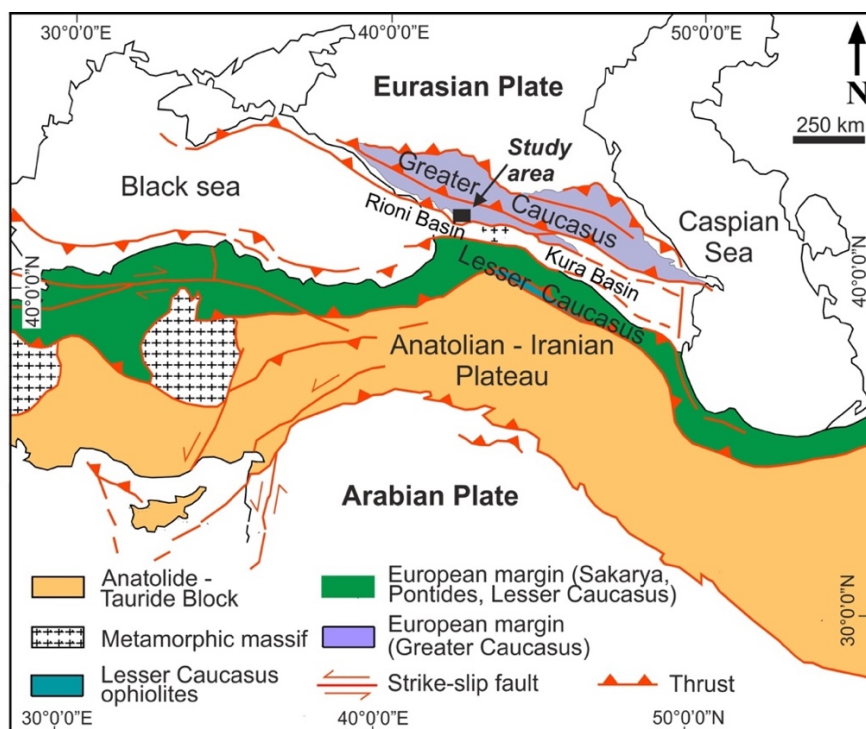 30°0'0"E
40°0'0"E
50°0'0"E
Eurasian Plate
N
250 km
Study
area
Black sea
Greater
Caucasus
Rioni Basin
Caspian
Sea
Kura Basin
40°0'0"N
40°0'0"N
Lesser Caucasus
Anatolian - Iranian
Plateau
Arabian Plate
Anatolide -
Tauride Block
European margin (Sakarya,
Pontides, Lesser Caucasus)
30°0'0"N
Metamorphic massif
European margin
(Greater Caucasus)
Lesser Caucasus
ophiolites
Strike-slip fault
Thrust
30°0'0"E
40°0'0"E
50°0'0"N